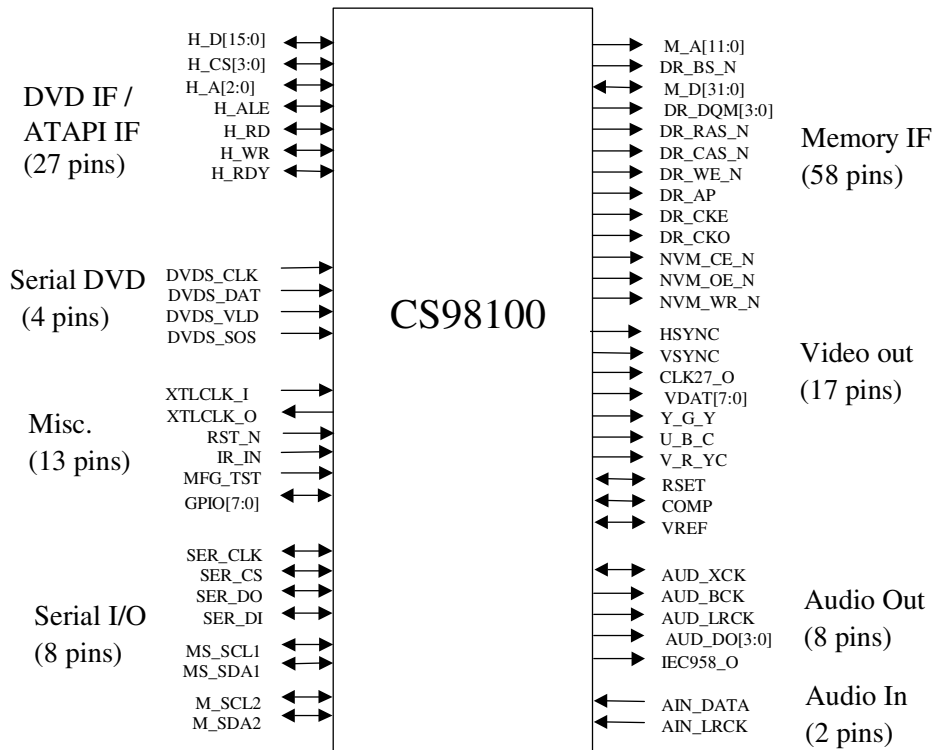 DVD IF /
ATAPI IF
(27 pins)
H_D[15:0]
H_CS[3:0]
H_A[2:0]
H_ALE
H_RD
H_WR
H_RDY
Serial DVD
(4 pins)
DVDS_CLK
DVDS_DAT
DVDS_VLD
DVDS_SOS
Misc.
(13 pins)
XTLCLK_I
XTLCLK_O
RST_N
IR_IN
MFG_TST
GPIO[7:0]
Serial I/O
(8 pins)
SER_CLK
SER_CS
SER_DO
SER_DI
MS_SCL1
MS_SDA1
M_SCL2
M_SDA2
CS98100
M_A[11:0]
DR_BS_N
M_D[31:0]
DR_DQM[3:0]
DR_RAS_N
DR_CAS_N
DR_WE_N
DR_AP
DR_CKE
DR_CKO
NVM_CE_N
NVM_OE_N
NVM_WR_N
Memory IF
(58 pins)
HSYNC
VSYNC
CLK27_O
VDAT[7:0]
Y_G_Y
U_B_C
V_R_YC
RSET
COMP
VREF
Video out
(17 pins)
AUD_XCK
AUD_BCK
AUD_LRCK
AUD_DO[3:0]
IEC958_O
Audio Out
(8 pins)
AIN_DATA
AIN_LRCK
Audio In
(2 pins)